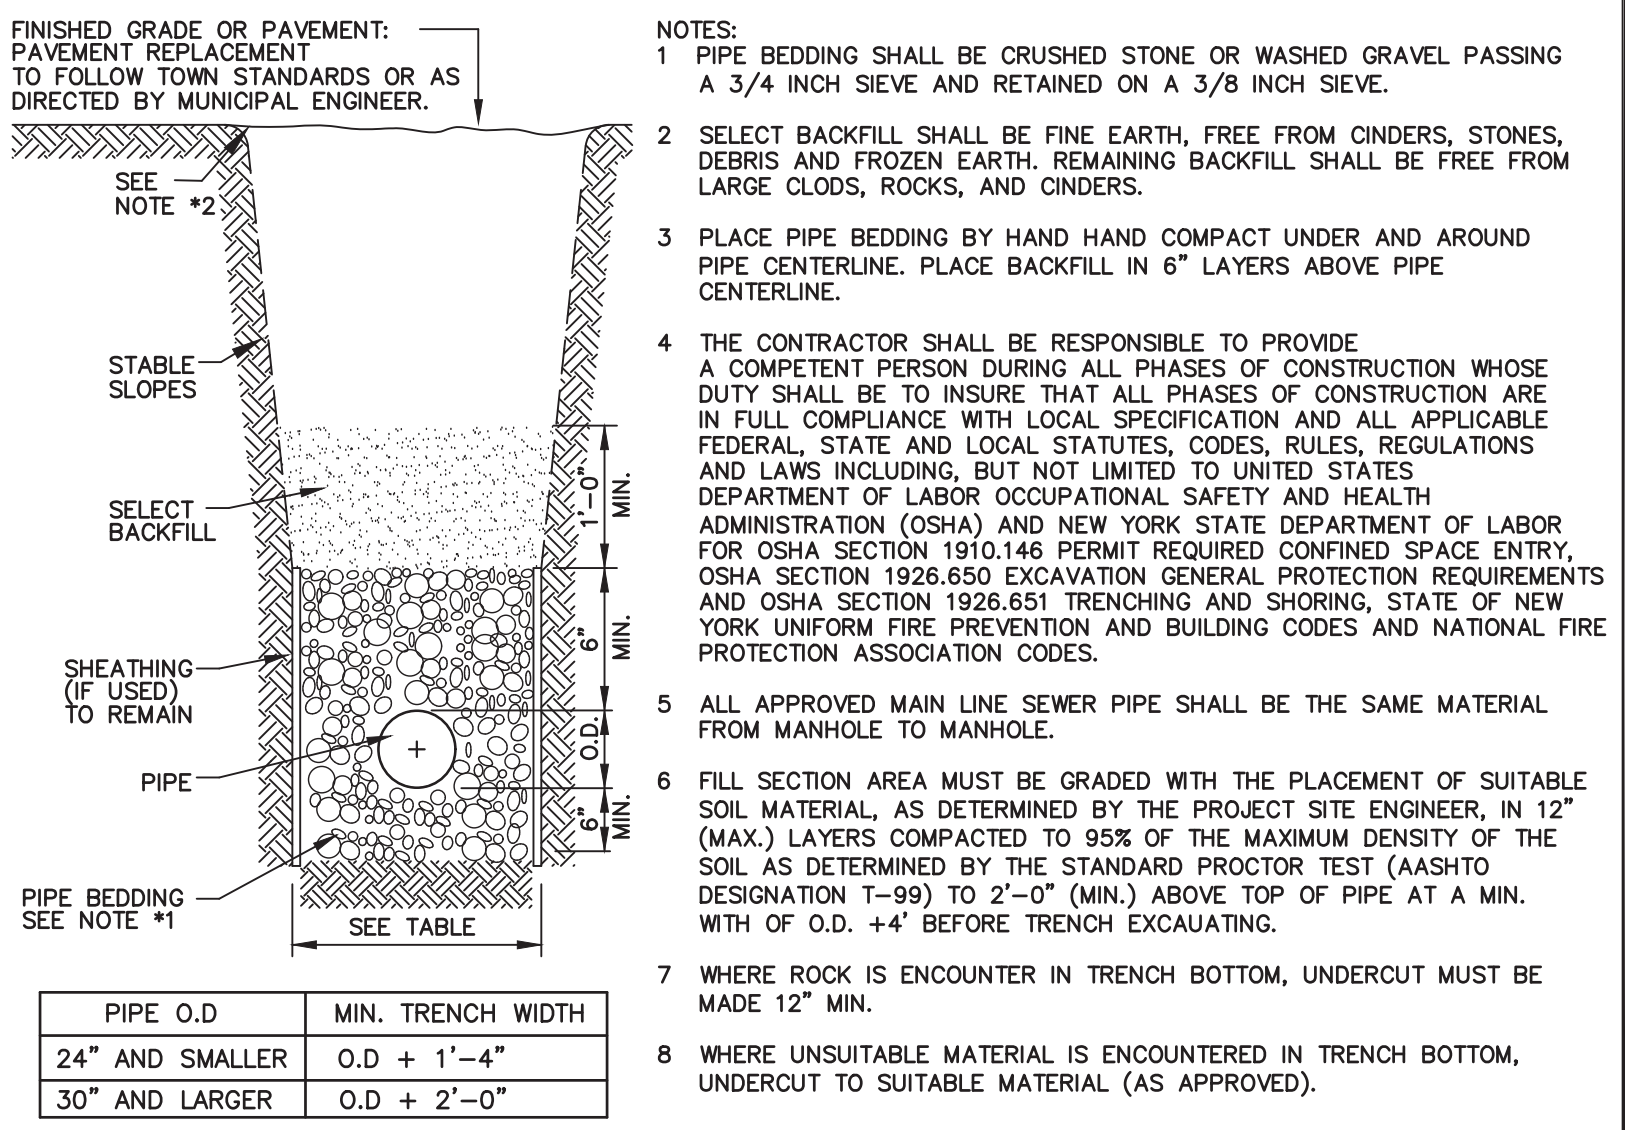 FINISHED GRADE OR PAVEMENT:
PAVEMENT REPLACEMENT
TO FOLLOW TOWN STANDARDS OR AS
DIRECTED BY MUNICIPAL ENGINEER.
SEE
NOTE *2
STABLE
SLOPES
SELECT
BACKFILL
1'-0"
MIN.
6"
MIN.
SHEATHING
(IF USED)
TO REMAIN
O.D.
PIPE
6"
MIN.
PIPE BEDDING
SEE NOTE *1
SEE TABLE
PIPE O.D MIN. TRENCH WIDTH
24" AND SMALLER O.D + 1'-4"
30" AND LARGER O.D + 2'-0"
NOTES:
1 PIPE BEDDING SHALL BE CRUSHED STONE OR WASHED GRAVEL PASSING
A 3/4 INCH SIEVE AND RETAINED ON A 3/8 INCH SIEVE.
2 SELECT BACKFILL SHALL BE FINE EARTH, FREE FROM CINDERS, STONES,
DEBRIS AND FROZEN EARTH. REMAINING BACKFILL SHALL BE FREE FROM
LARGE CLODS, ROCKS, AND CINDERS.
3 PLACE PIPE BEDDING BY HAND HAND COMPACT UNDER AND AROUND
PIPE CENTERLINE. PLACE BACKFILL IN 6" LAYERS ABOVE PIPE
CENTERLINE.
4 THE CONTRACTOR SHALL BE RESPONSIBLE TO PROVIDE
A COMPETENT PERSON DURING ALL PHASES OF CONSTRUCTION WHOSE
DUTY SHALL BE TO INSURE THAT ALL PHASES OF CONSTRUCTION ARE
IN FULL COMPLIANCE WITH LOCAL SPECIFICATION AND ALL APPLICABLE
FEDERAL, STATE AND LOCAL STATUTES, CODES, RULES, REGULATIONS
AND LAWS INCLUDING, BUT NOT LIMITED TO UNITED STATES
DEPARTMENT OF LABOR OCCUPATIONAL SAFETY AND HEALTH
ADMINISTRATION (OSHA) AND NEW YORK STATE DEPARTMENT OF LABOR
FOR OSHA SECTION 1910.146 PERMIT REQUIRED CONFINED SPACE ENTRY,
OSHA SECTION 1926.650 EXCAVATION GENERAL PROTECTION REQUIREMENTS
AND OSHA SECTION 1926.651 TRENCHING AND SHORING, STATE OF NEW
YORK UNIFORM FIRE PREVENTION AND BUILDING CODES AND NATIONAL FIRE
PROTECTION ASSOCIATION CODES.
5 ALL APPROVED MAIN LINE SEWER PIPE SHALL BE THE SAME MATERIAL
FROM MANHOLE TO MANHOLE.
6 FILL SECTION AREA MUST BE GRADED WITH THE PLACEMENT OF SUITABLE
SOIL MATERIAL, AS DETERMINED BY THE PROJECT SITE ENGINEER, IN 12"
(MAX.) LAYERS COMPACTED TO 95% OF THE MAXIMUM DENSITY OF THE
SOIL AS DETERMINED BY THE STANDARD PROCTOR TEST (AASHTO
DESIGNATION T-99) TO 2'-0" (MIN.) ABOVE TOP OF PIPE AT A MIN.
WITH OF O.D. +4' BEFORE TRENCH EXCAUATING.
7 WHERE ROCK IS ENCOUNTER IN TRENCH BOTTOM, UNDERCUT MUST BE
MADE 12" MIN.
8 WHERE UNSUITABLE MATERIAL IS ENCOUNTERED IN TRENCH BOTTOM,
UNDERCUT TO SUITABLE MATERIAL (AS APPROVED).